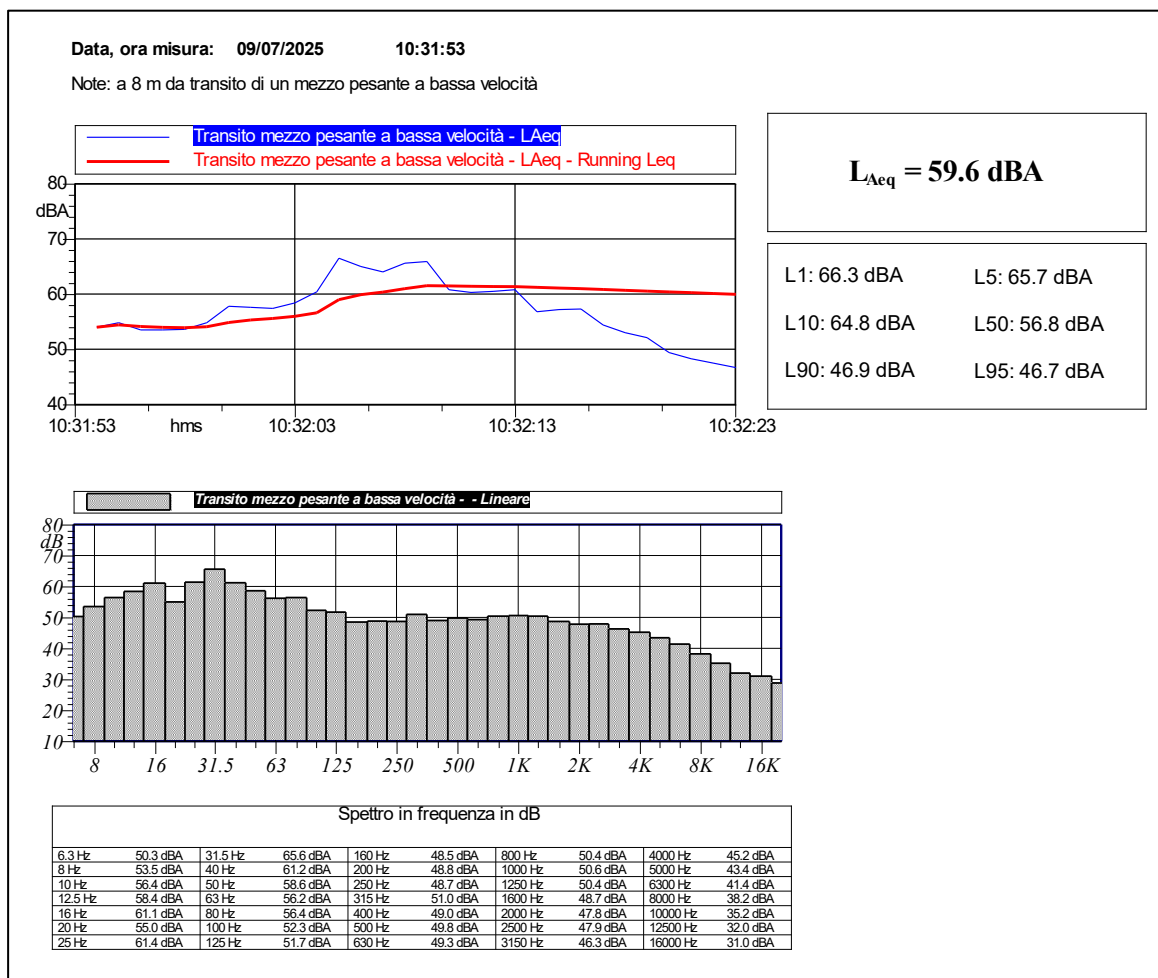 Data, ora misura: 09/07/2025 10:31:53
Note: a 8 m da transito di un mezzo pesante a bassa velocità
Transito mezzo pesante a bassa velocità - LAeq
Transito mezzo pesante a bassa velocità - LAeq - Running Leq
80
dBA
70
60
50
40
10:31:53 hms 10:32:03 10:32:13 10:32:23
LAeq = 59.6 dBA
L1: 66.3 dBA L5: 65.7 dBA
L10: 64.8 dBA L50: 56.8 dBA
L90: 46.9 dBA L95: 46.7 dBA
Transito mezzo pesante a bassa velocità - - Lineare
80
dB
70
60
50
40
30
20
10
8 16 31.5 63 125 250 500 1K 2K 4K 8K 16K
Spettro in frequenza in dB
6.3 Hz 50.3 dBA 31.5 Hz 65.6 dBA 160 Hz 48.5 dBA 800 Hz 50.4 dBA 4000 Hz 45.2 dBA
8 Hz 53.5 dBA 40 Hz 61.2 dBA 200 Hz 48.8 dBA 1000 Hz 50.6 dBA 5000 Hz 43.4 dBA
10 Hz 56.4 dBA 50 Hz 58.6 dBA 250 Hz 48.7 dBA 1250 Hz 50.4 dBA 6300 Hz 41.4 dBA
12.5 Hz 58.4 dBA 63 Hz 56.2 dBA 315 Hz 51.0 dBA 1600 Hz 48.7 dBA 8000 Hz 38.2 dBA
16 Hz 61.1 dBA 80 Hz 56.4 dBA 400 Hz 49.0 dBA 2000 Hz 47.8 dBA 10000 Hz 35.2 dBA
20 Hz 55.0 dBA 100 Hz 52.3 dBA 500 Hz 49.8 dBA 2500 Hz 47.9 dBA 12500 Hz 32.0 dBA
25 Hz 61.4 dBA 125 Hz 51.7 dBA 630 Hz 49.3 dBA 3150 Hz 46.3 dBA 16000 Hz 31.0 dBA